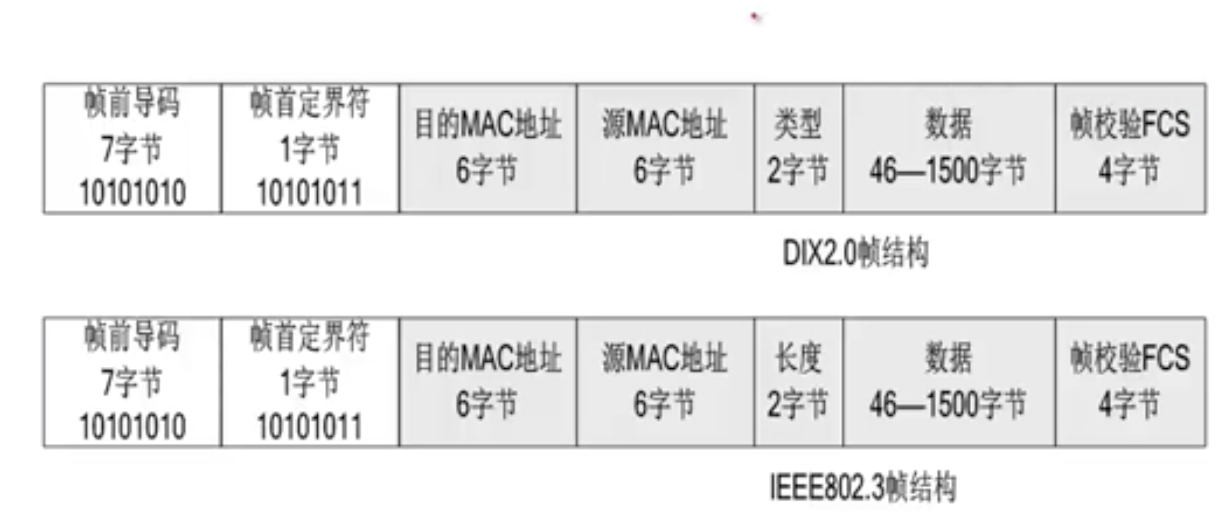 帧前导码
7字节
10101010
帧首定界符
1字节
10101011
目的MAC地址
6字节
源MAC地址
6字节
类型
2字节
数据
46—1500字节
帧校验FCS
4字节
DIX2.0帧结构
帧前导码
7字节
10101010
帧首定界符
1字节
10101011
目的MAC地址
6字节
源MAC地址
6字节
长度
2字节
数据
46—1500字节
帧校验FCS
4字节
IEEE802.3帧结构